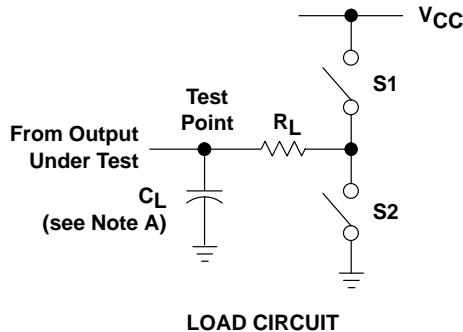 VCC
S1
Test
Point
RL
From Output
Under Test
CL
(see Note A)
S2
LOAD CIRCUIT